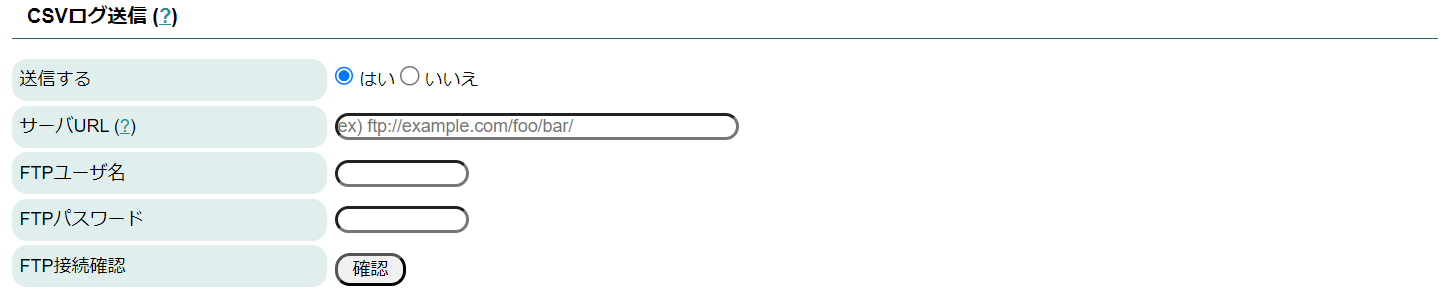 CSVログ送信 (?)
送信する はい いいえ
サーバURL (?) ex) ftp://example.com/foo/bar/
FTPユーザ名
FTPパスワード
FTP接続確認 確認